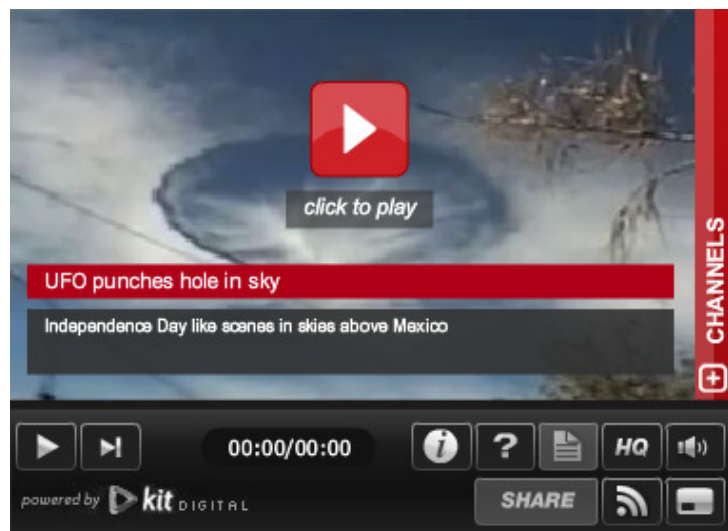 click to play
UFO punches hole in sky
Independence Day like scenes in skies above Mexico
+ CHANNELS
00:00/00:00
i ? HQ
powered by kit DIGITAL
SHARE